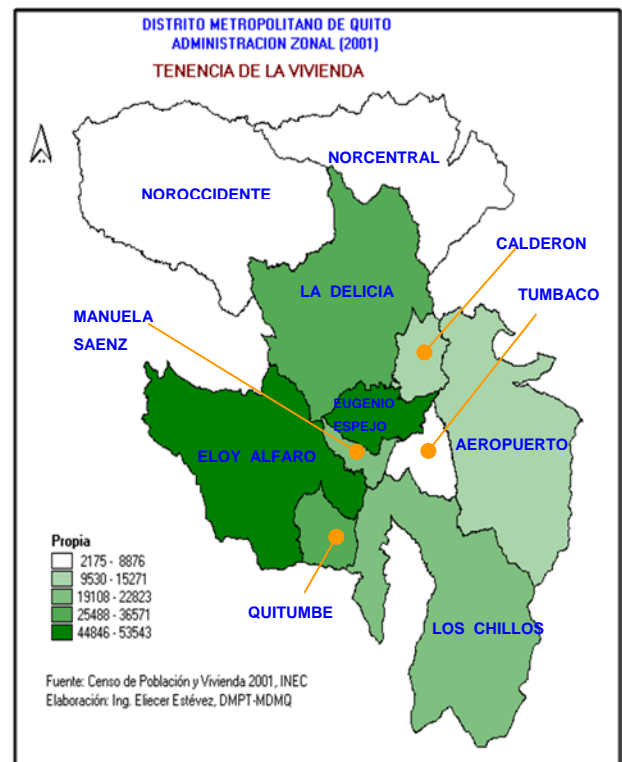 DISTRITO METROPOLITANO DE QUITO
ADMINISTRACION ZONAL (2001)
TENENCIA DE LA VIVIENDA
NORCENTRAL
NOROCCIDENTE
CALDERON
LA DELICIA
TUMBACO
MANUELA
SAENZ
EUGENIO
ESPEJO
AEROPUERTO
ELOY ALFARO
Propia
2175 - 8876
9530 - 15271
19108 - 22823
25488 - 36571
44846 - 53543
QUITUMBE
LOS CHILLOS
Fuente: Censo de Población y Vivienda 2001, INEC
Elaboración: Ing. Eliecer Estévez, DMPT-MDMQ